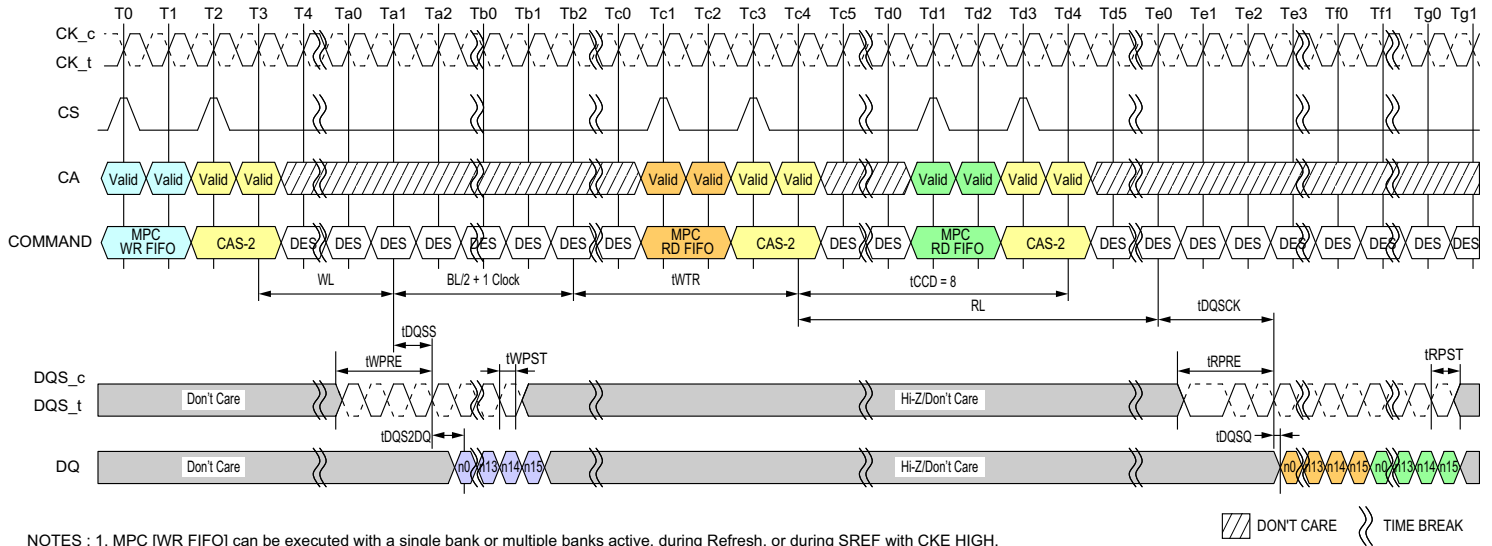 T0 T1 T2 T3 T4 Ta0 Ta1 Ta2 Tb0 Tb1 Tb2 Tc0 Tc1 Tc2 Tc3 Tc4 Tc5 Td0 Td1 Td2 Td3 Td4 Td5 Te0 Te1 Te2 Te3 Tf0 Tf1 Tg0 Tg1
CK_c
CK_t
CS
CA Valid Valid Valid Valid Valid Valid Valid Valid Valid Valid Valid Valid
COMMAND MPC WR FIFO CAS-2 DES DES DES DES DES DES DES DES MPC RD FIFO CAS-2 DES DES MPC RD FIFO CAS-2 DES DES DES DES DES DES DES DES DES
WL BL/2 + 1 Clock tWTR tCCD = 8
RL tDQSCK
tDQSS
tWPRE tWPST tRPRE tRPST
DQS_c
DQS_t Don't Care Hi-Z/Don't Care
tDQS2DQ tDQSQ
DQ Don't Care n0 n13 n14 n15 Hi-Z/Don't Care n0 n13 n14 n15 n0 n13 n14 n15
DON'T CARE TIME BREAK
NOTES : 1. MPC [WR FIFO] can be executed with a single bank or multiple banks active, during Refresh, or during SREF with CKE HIGH.